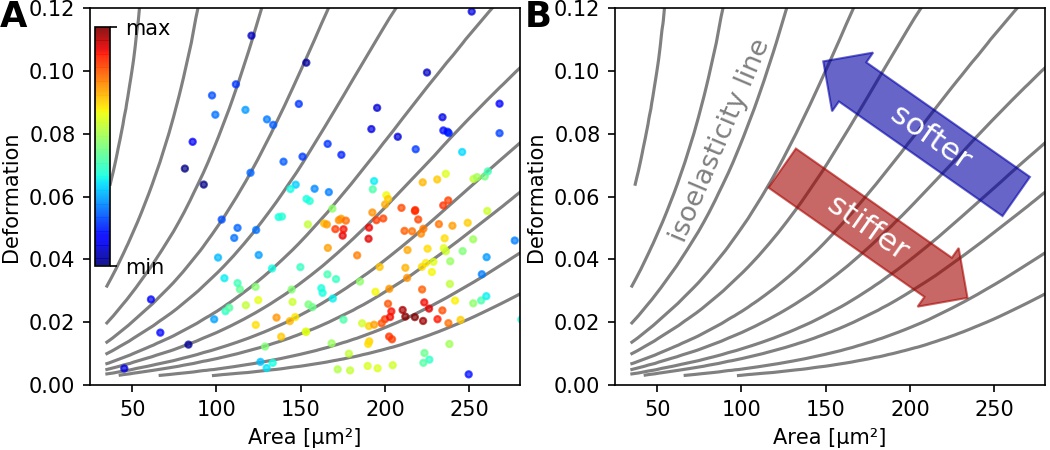 A
0.12
0.10
0.08
0.06
0.04
0.02
0.00
Deformation
max
min
50
100
150
200
250
Area [µm²]
B
0.12
0.10
0.08
0.06
0.04
0.02
0.00
Deformation
isoelasticity line
softer
stiffer
50
100
150
200
250
Area [µm²]